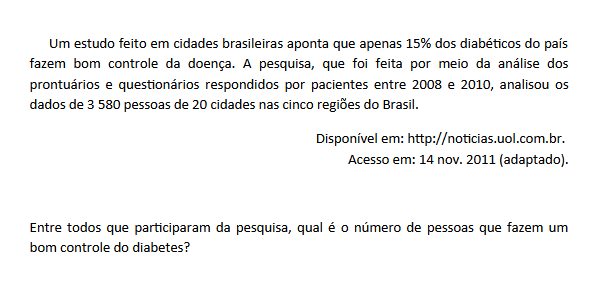 Um estudo feito em cidades brasileiras aponta que apenas 15% dos diabéticos do país
fazem bom controle da doença. A pesquisa, que foi feita por meio da análise dos
prontuários e questionários respondidos por pacientes entre 2008 e 2010, analisou os
dados de 3 580 pessoas de 20 cidades nas cinco regiões do Brasil.
Disponível em: http://noticias.uol.com.br.
Acesso em: 14 nov. 2011 (adaptado).
Entre todos que participaram da pesquisa, qual é o número de pessoas que fazem um
bom controle do diabetes?